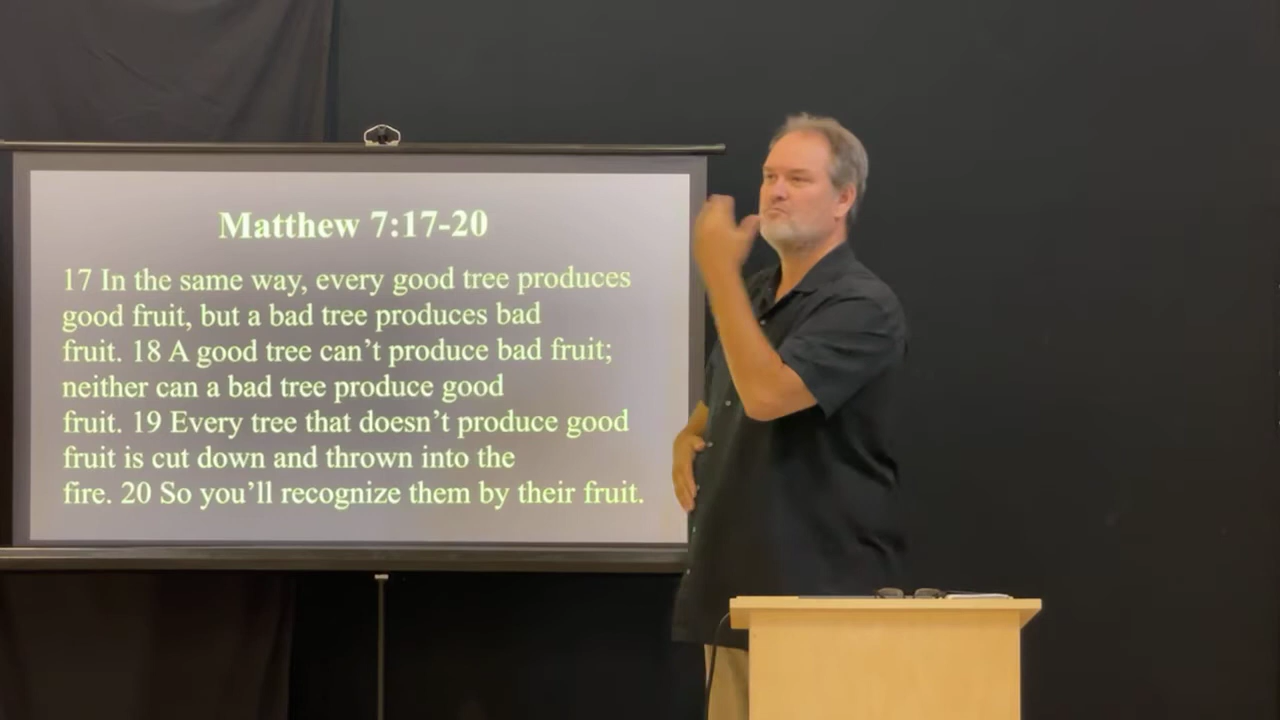 Matthew 7:17-20
17 In the same way, every good tree produces
good fruit, but a bad tree produces bad
fruit. 18 A good tree can’t produce bad fruit;
neither can a bad tree produce good
fruit. 19 Every tree that doesn’t produce good
fruit is cut down and thrown into the
fire. 20 So you’ll recognize them by their fruit.